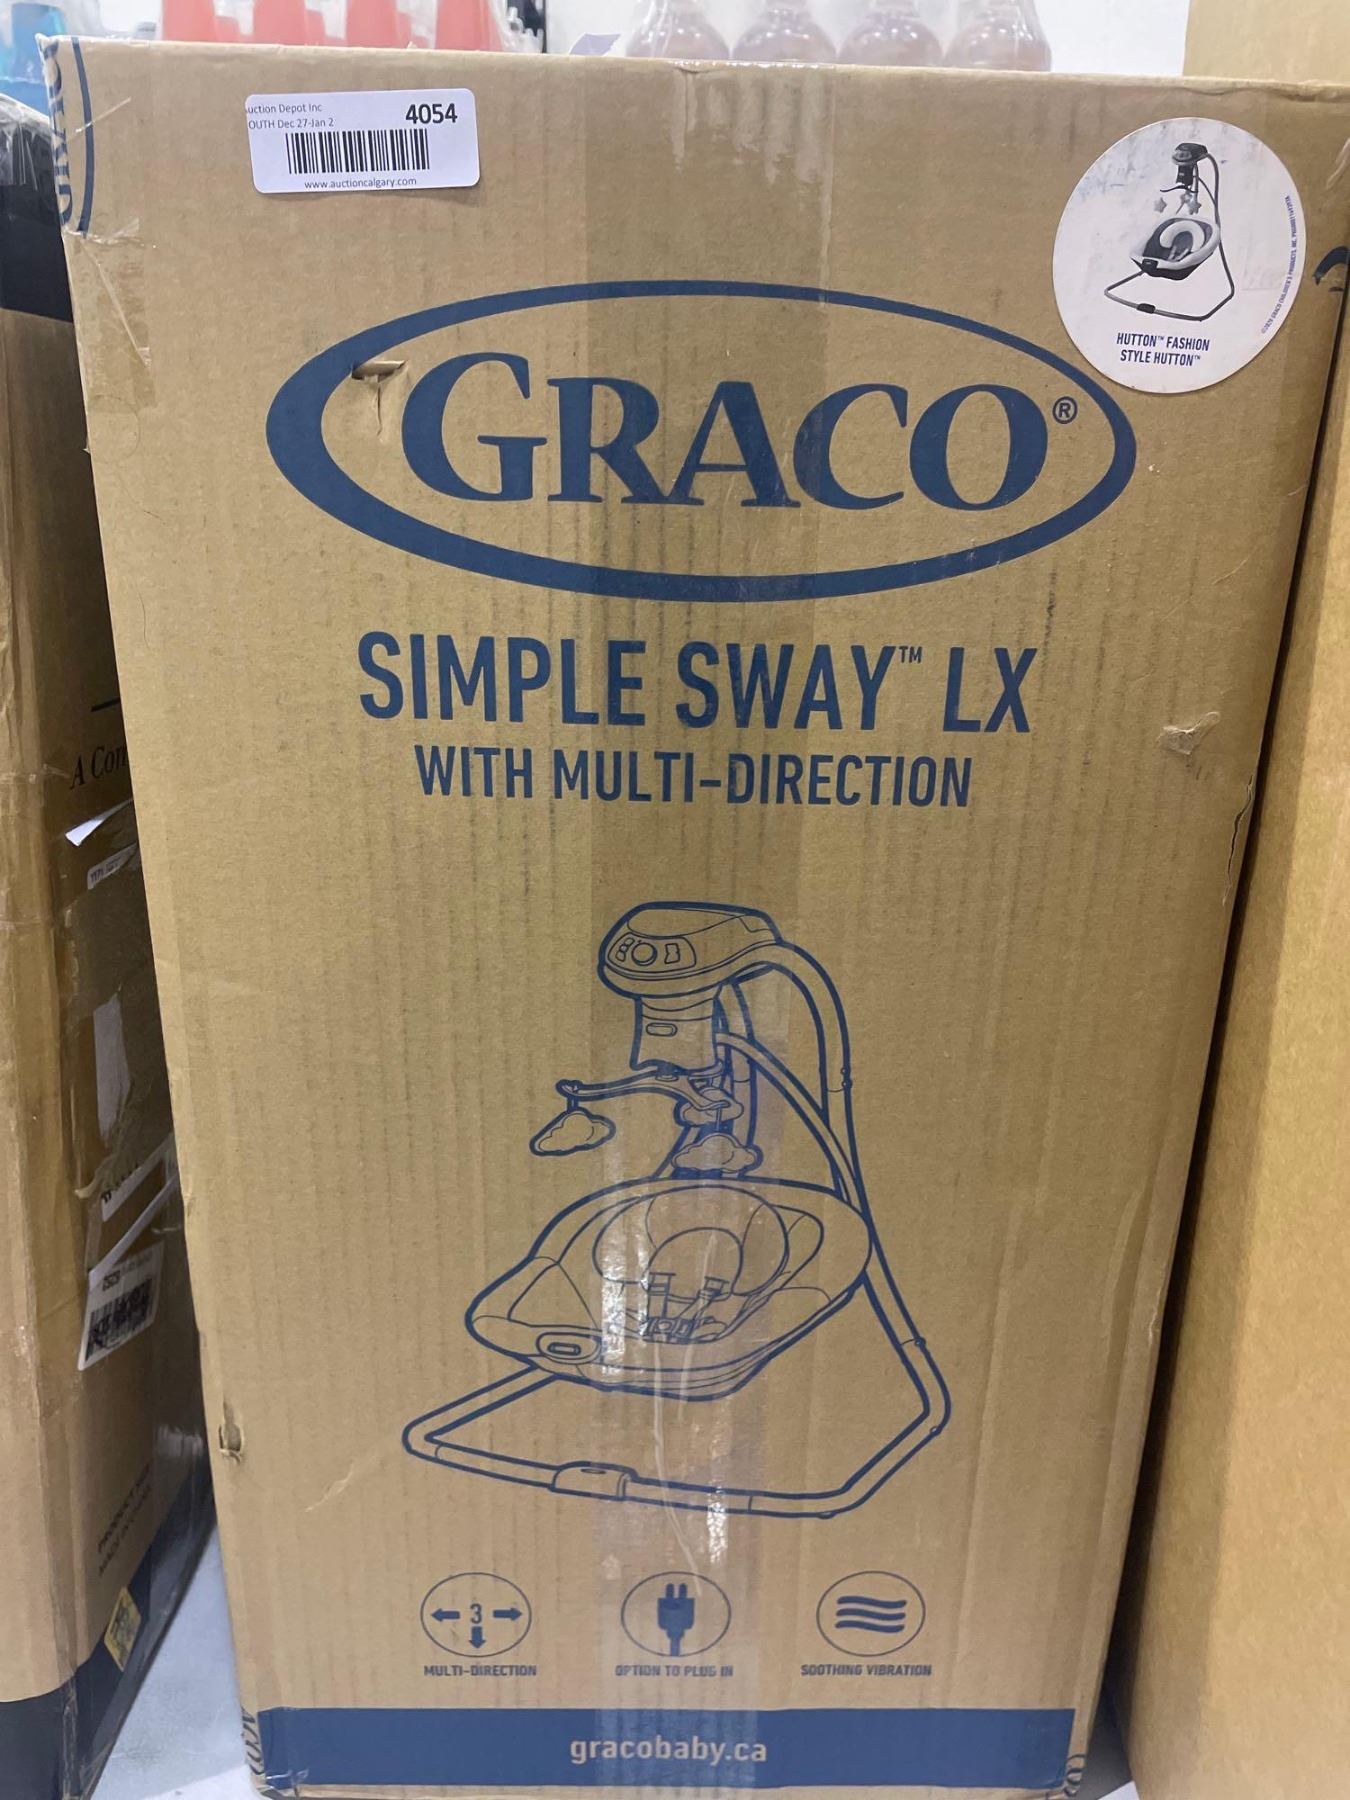 uction Depot Inc
4054
OUTH Dec 27-Jan 2
www.auctioncalgary.com
HUTTON™ FASHION
STYLE HUTTON™
GRACO®
SIMPLE SWAY™ LX
WITH MULTI-DIRECTION
A Con
3
MULTI-DIRECTION
OPTION TO PLUG IN
SOOTHING VIBRATION
gracobaby.ca